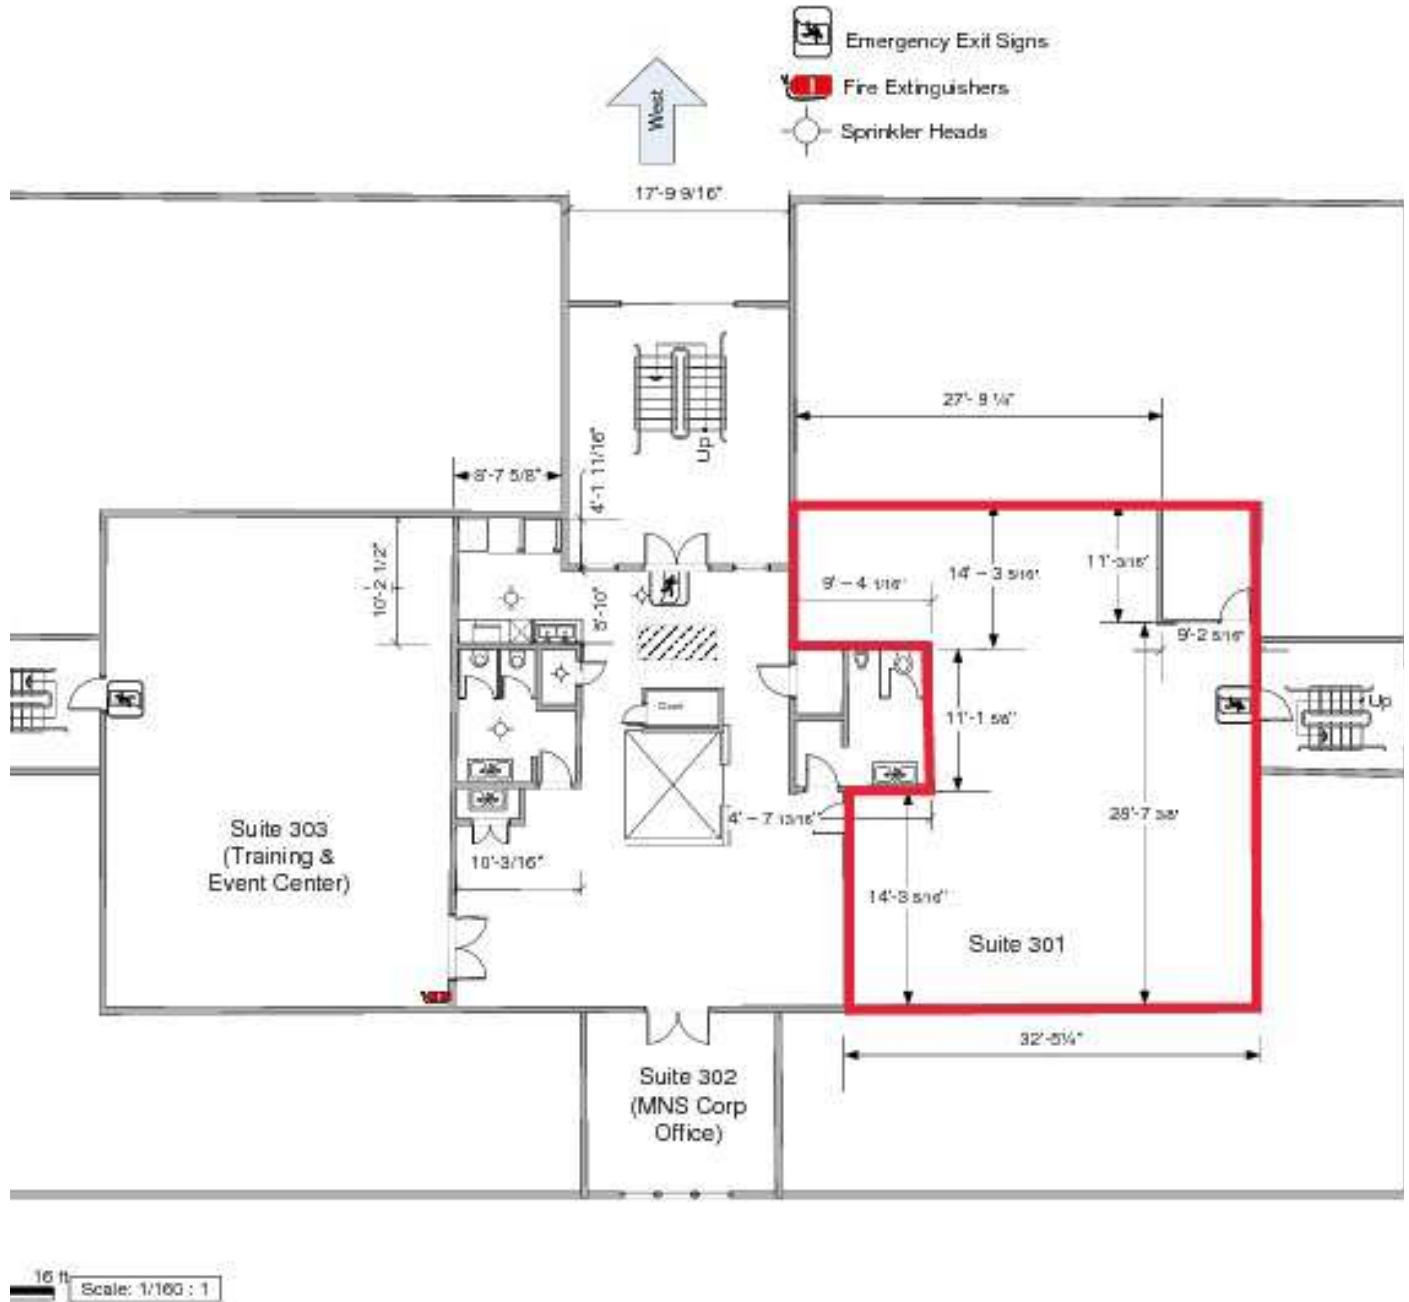 Emergency Exit Signs
Fire Extinguishers
Sprinkler Heads
West
17'-9 9/16"
27'- 9 ¼"
8'-7 5/8"
4'-1 11/16"
Up
10'-2 1/2"
5'-10"
9' – 4 1/16"
14' – 3 5/16"
11'-3/16"
9'-2 5/16"
11'-1 5/8"
Up
4' – 7 13/16"
28'-7 3/8"
Suite 303
(Training &
Event Center)
10'-3/16"
14'-3 5/16"
Suite 301
32'-5¼"
Suite 302
(MNS Corp
Office)
16 ft
Scale: 1/160 : 1